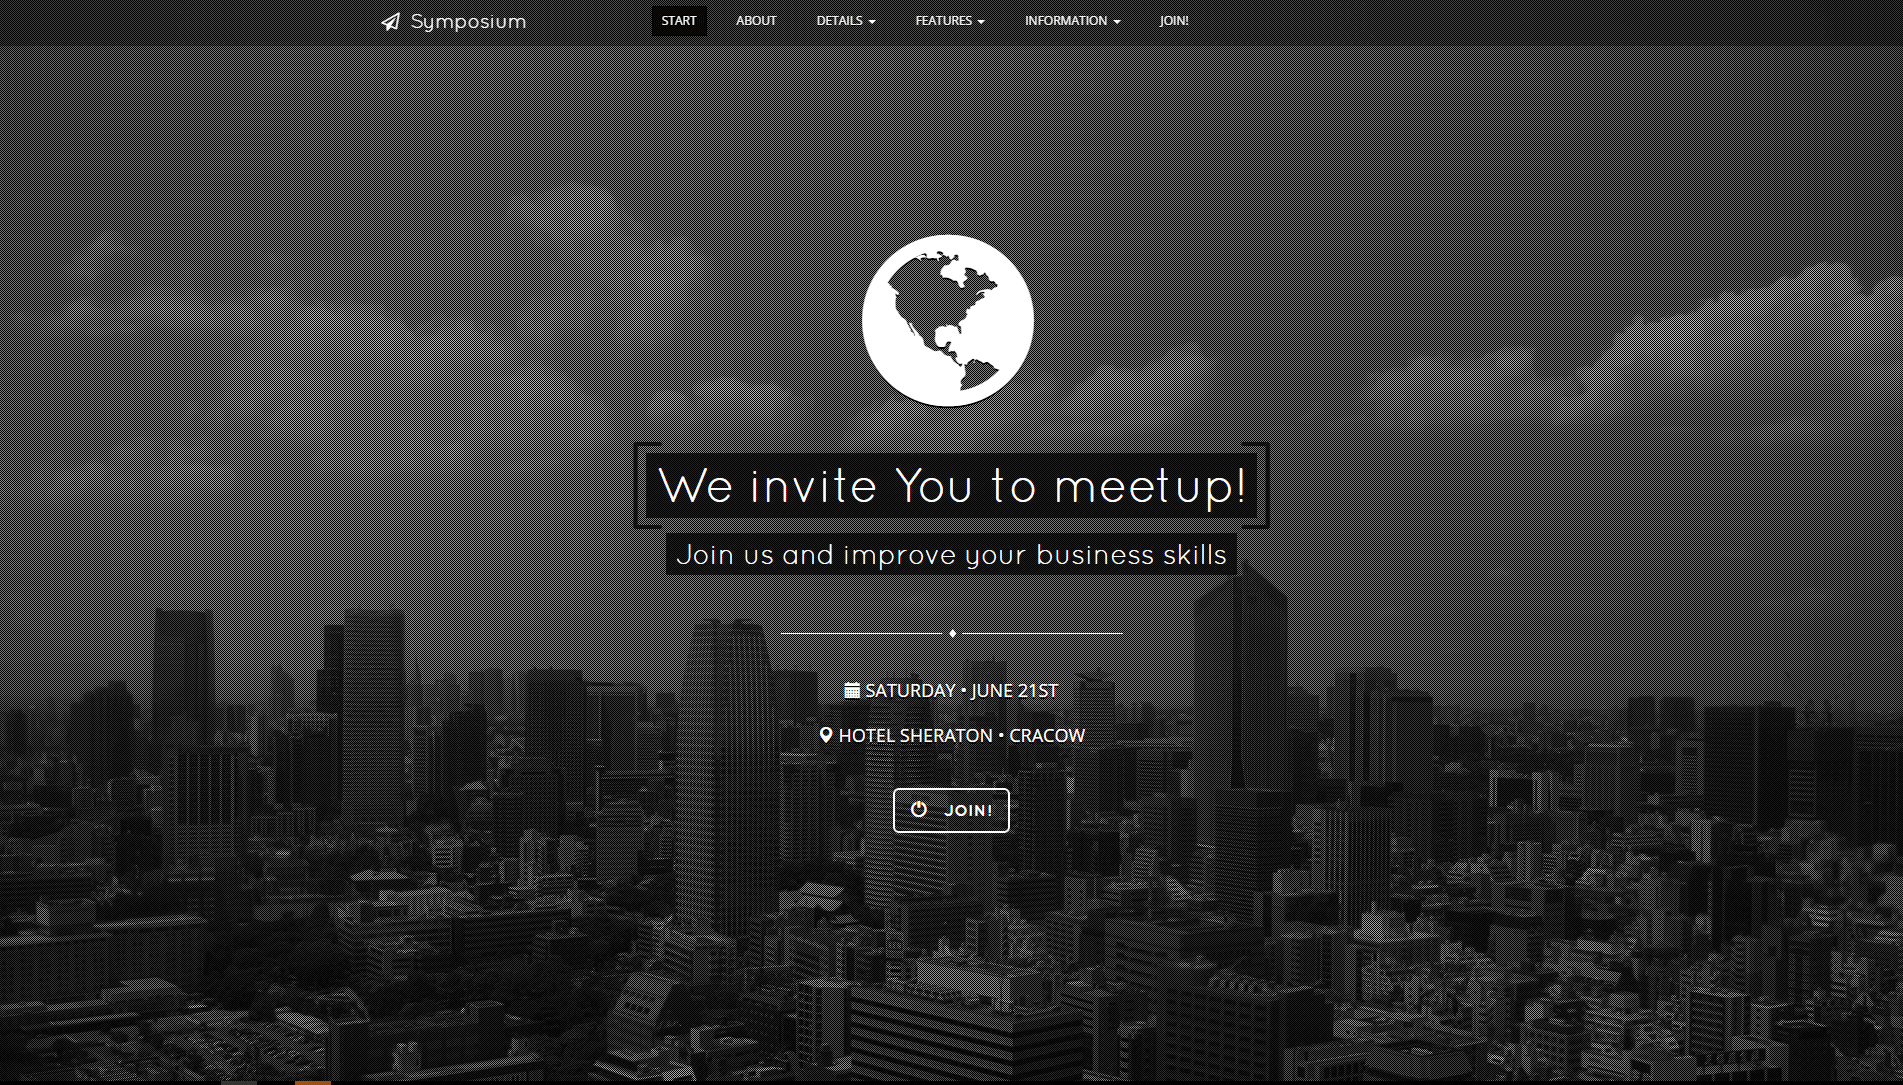 Symposium
START ABOUT DETAILS FEATURES INFORMATION JOIN!
We invite You to meetup!
Join us and improve your business skills
SATURDAY • JUNE 21ST
HOTEL SHERATON • CRACOW
JOIN!